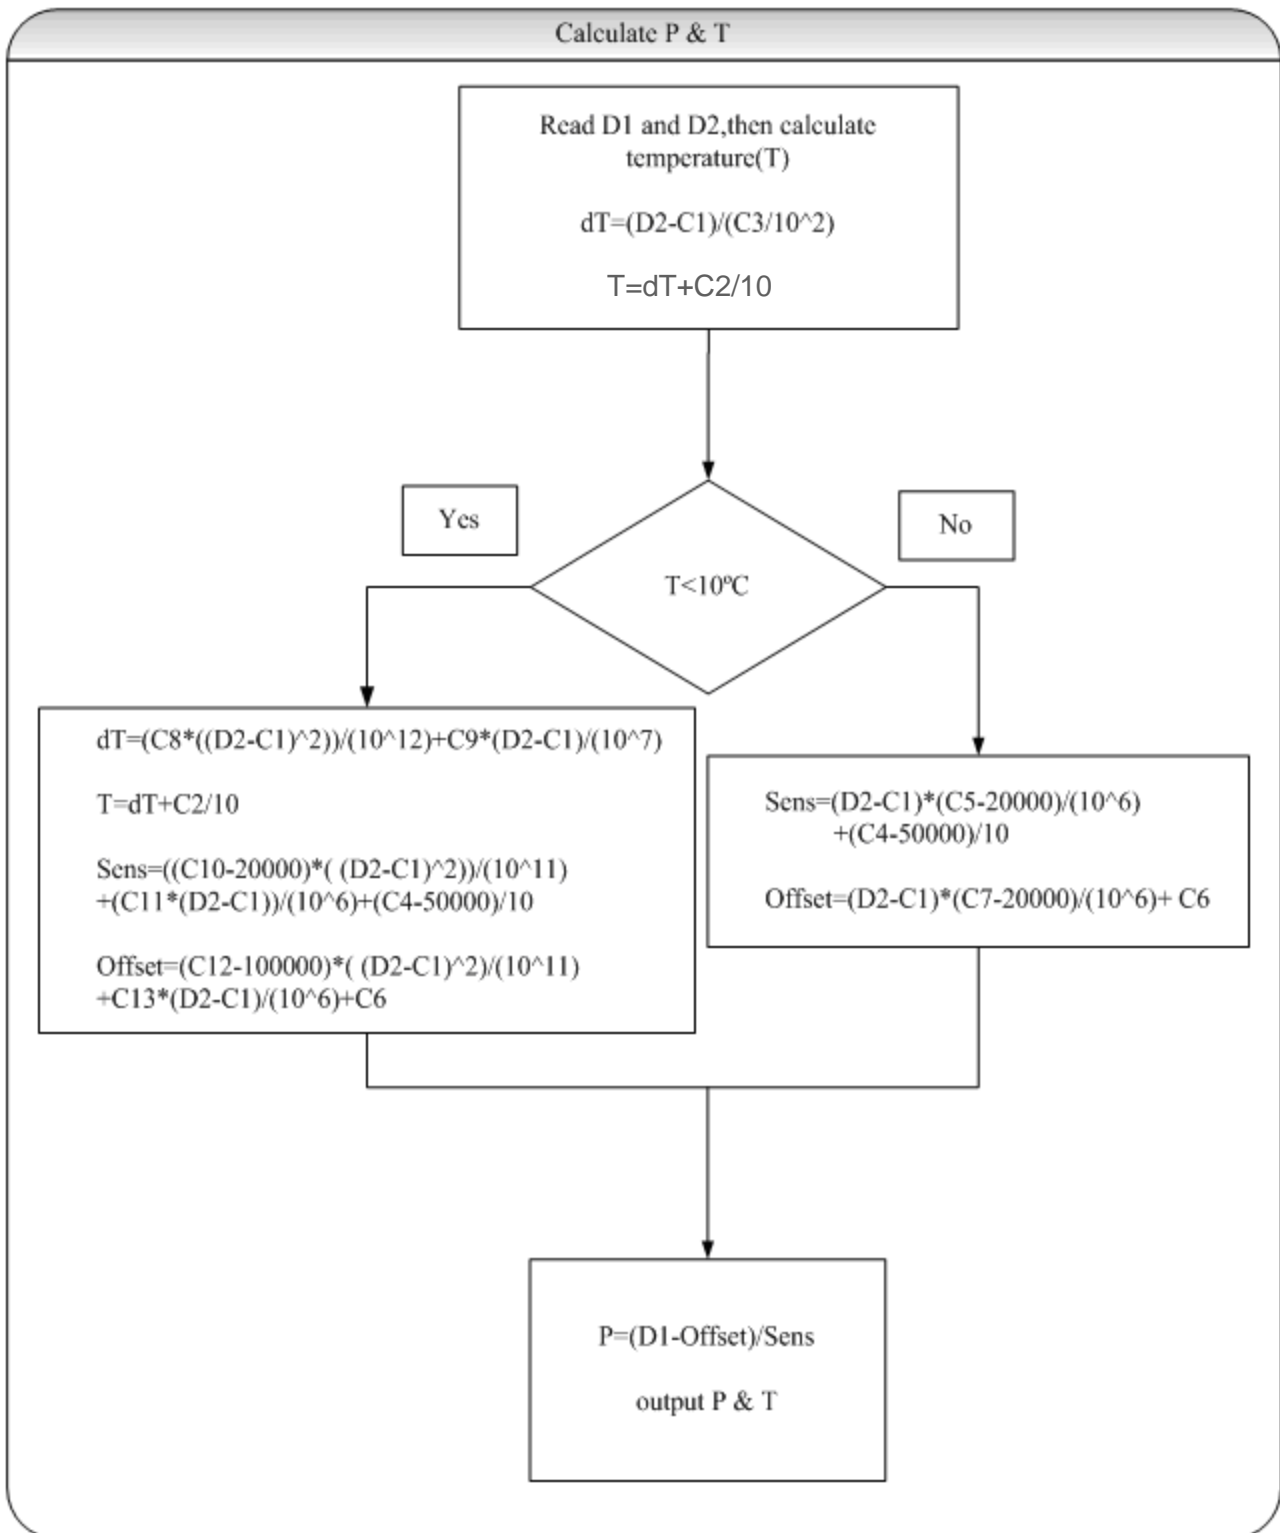 Calculate P & T
Read D1 and D2,then calculate
temperature(T)
dT=(D2-C1)/(C3/10^2)
T=dT+C2/10
Yes
No
T<10ºC
dT=(C8*((D2-C1)^2))/(10^12)+C9*(D2-C1)/(10^7)
T=dT+C2/10
Sens=((C10-20000)*( (D2-C1)^2))/(10^11)
+(C11*(D2-C1))/(10^6)+(C4-50000)/10
Offset=(C12-100000)*( (D2-C1)^2)/(10^11)
+C13*(D2-C1)/(10^6)+C6
Sens=(D2-C1)*(C5-20000)/(10^6)
+(C4-50000)/10
Offset=(D2-C1)*(C7-20000)/(10^6)+ C6
P=(D1-Offset)/Sens
output P & T